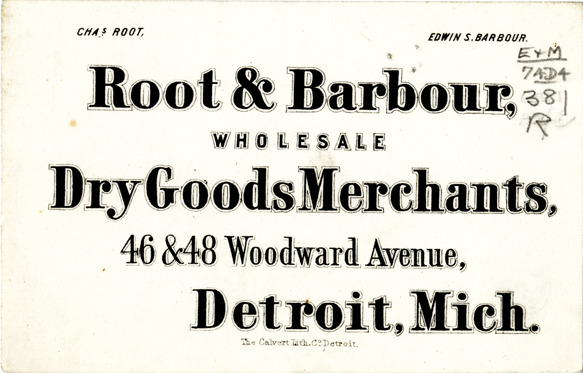 CHAS ROOT,
EDWIN S. BARBOUR.
E & M
74D4
381
R
Root & Barbour,
WHOLESALE
Dry Goods Merchants,
46 & 48 Woodward Avenue,
Detroit, Mich.
The Calvert Lith. Co. Detroit.